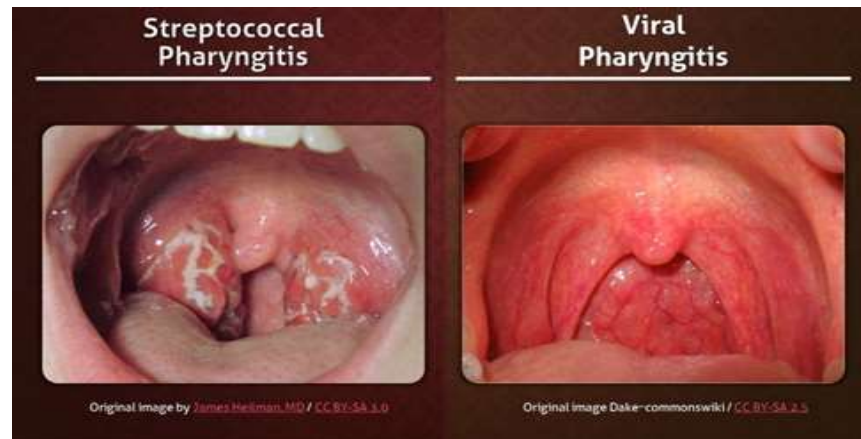 Streptococcal
Pharyngitis
Original image by James Heilman, MD / CC BY-SA 3.0
Viral
Pharyngitis
Original image Dake~commonswiki / CC BY-SA 2.5